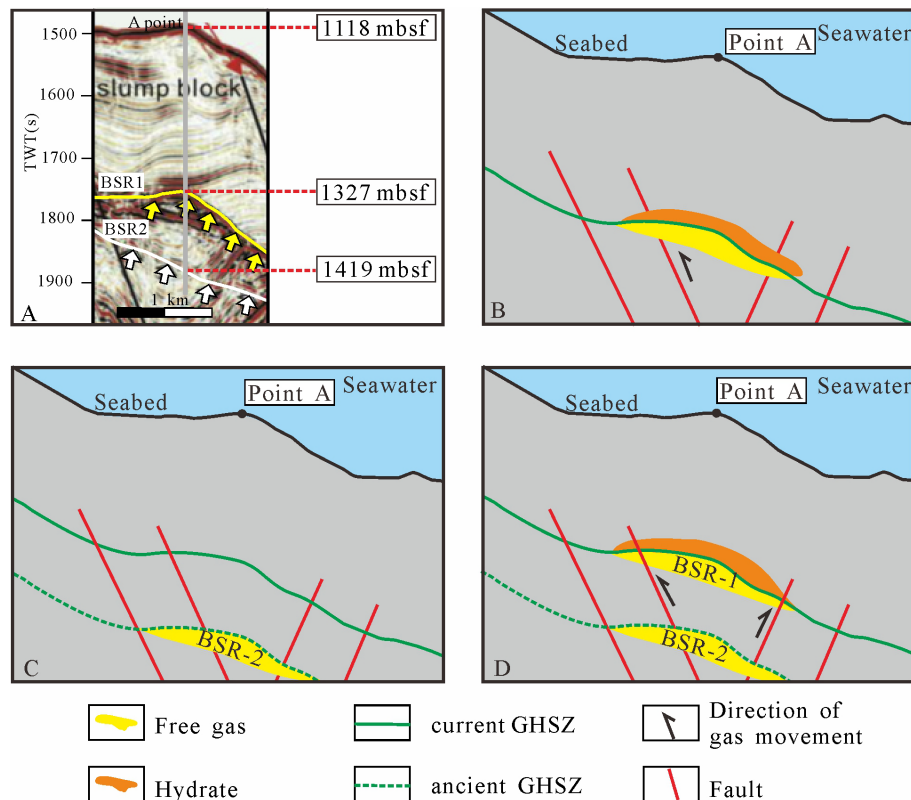 A point
1118 mbsf
1500
1600
1700
1800
1900
TWT(s)
slump block
BSR1
1327 mbsf
BSR2
1419 mbsf
1 km
A
Seabed
Point A
Seawater
B
Seabed
Point A
Seawater
BSR-2
C
Seabed
Point A
Seawater
BSR-1
BSR-2
D
Free gas
current GHSZ
Direction of
gas movement
Hydrate
ancient GHSZ
Fault